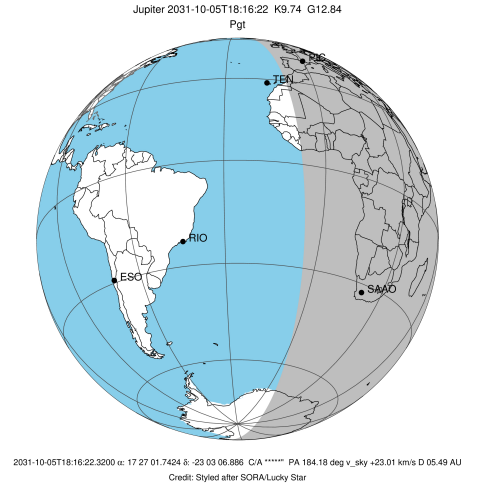 Jupiter 2031-10-05T18:16:22 K9.74 G12.84
Pgt
PIC
TEN
RIO
ESO
SAAO
2031-10-05T18:16:22.3200 α: 17 27 01.7424 δ: -23 03 06.886 C/A *****" PA 184.18 deg v_sky +23.01 km/s D 05.49 AU
Credit: Styled after SORA/Lucky Star